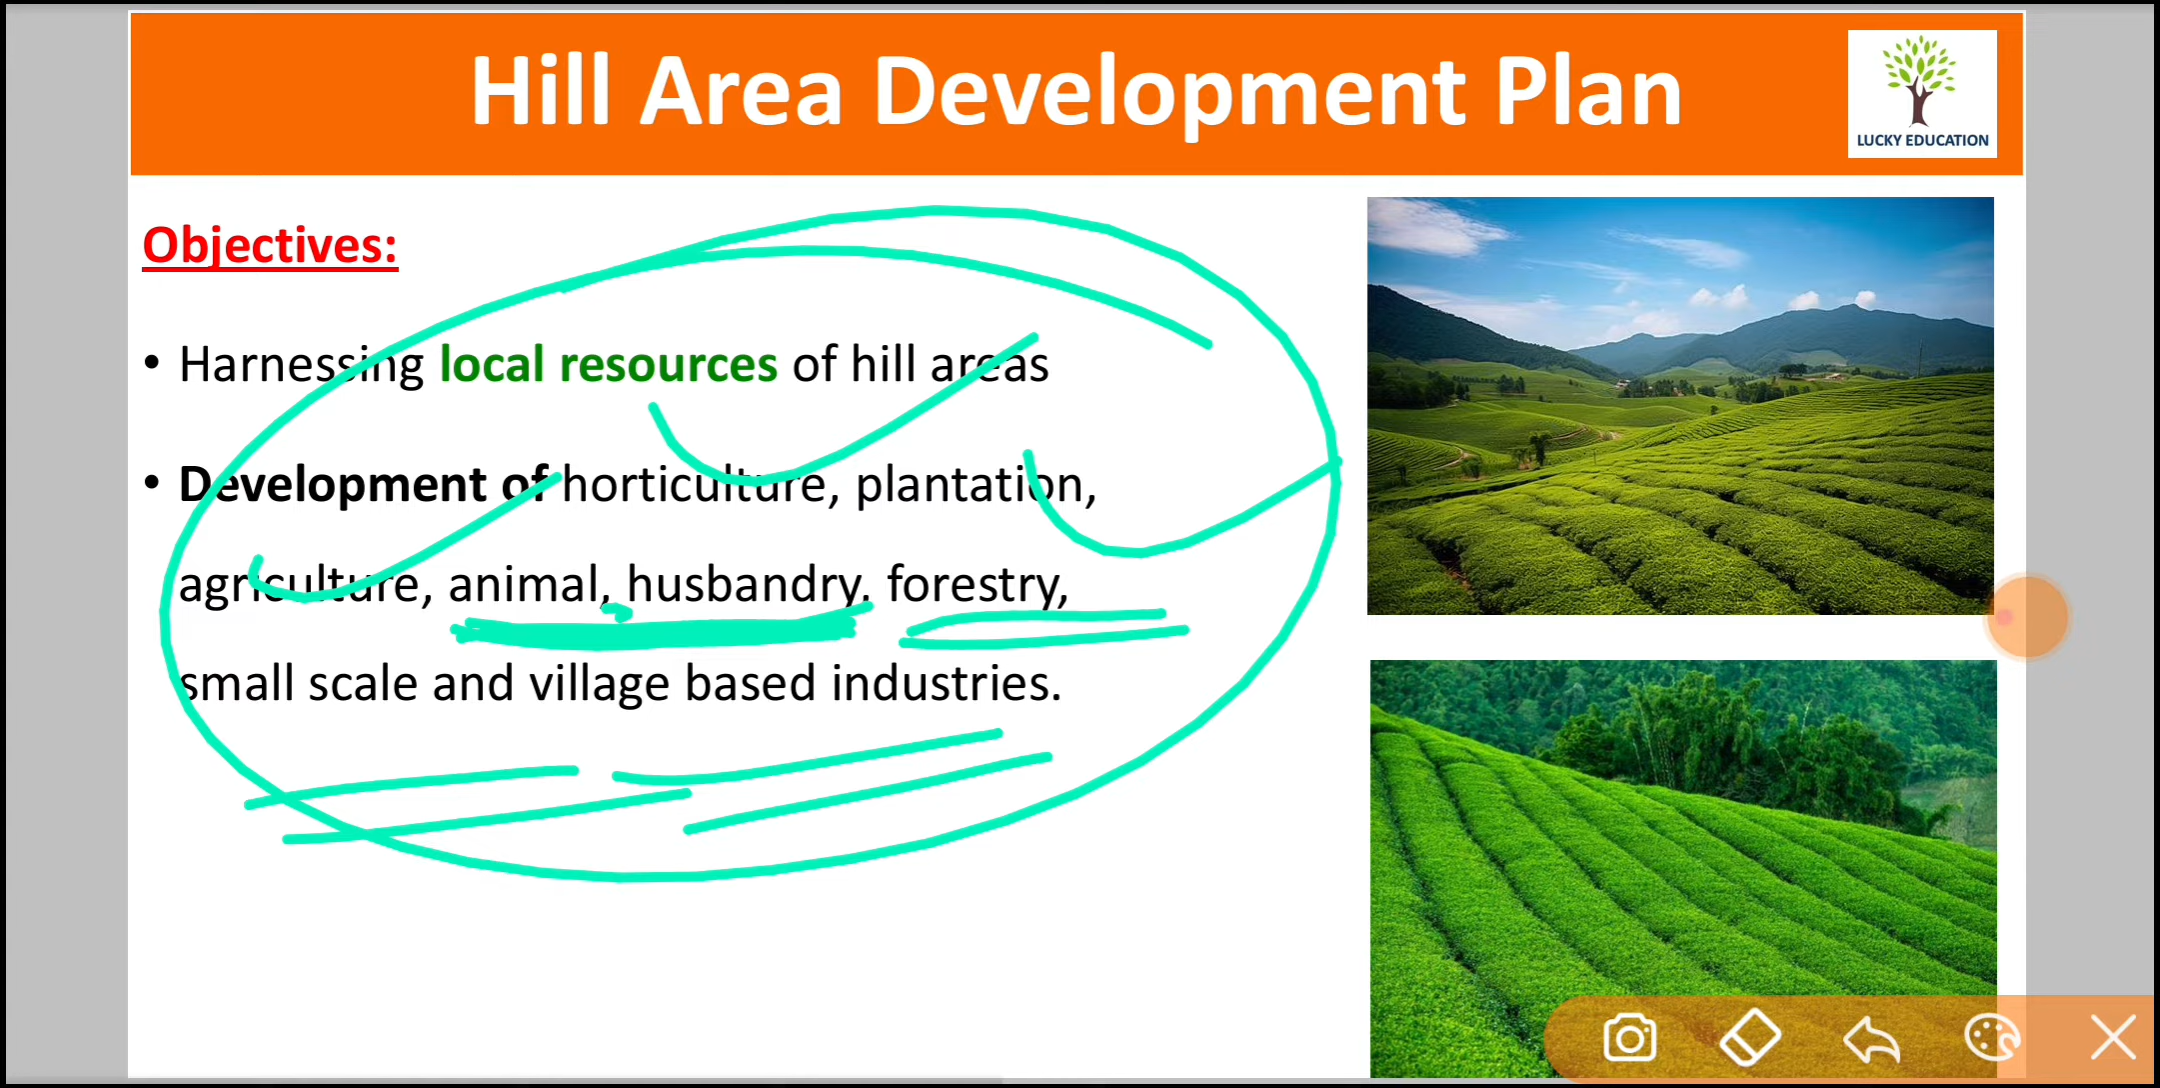 Hill Area Development Plan
LUCKY EDUCATION
Objectives:
• Harnessing local resources of hill areas
• Development of horticulture, plantation,
agriculture, animal, husbandry. forestry,
small scale and village based industries.